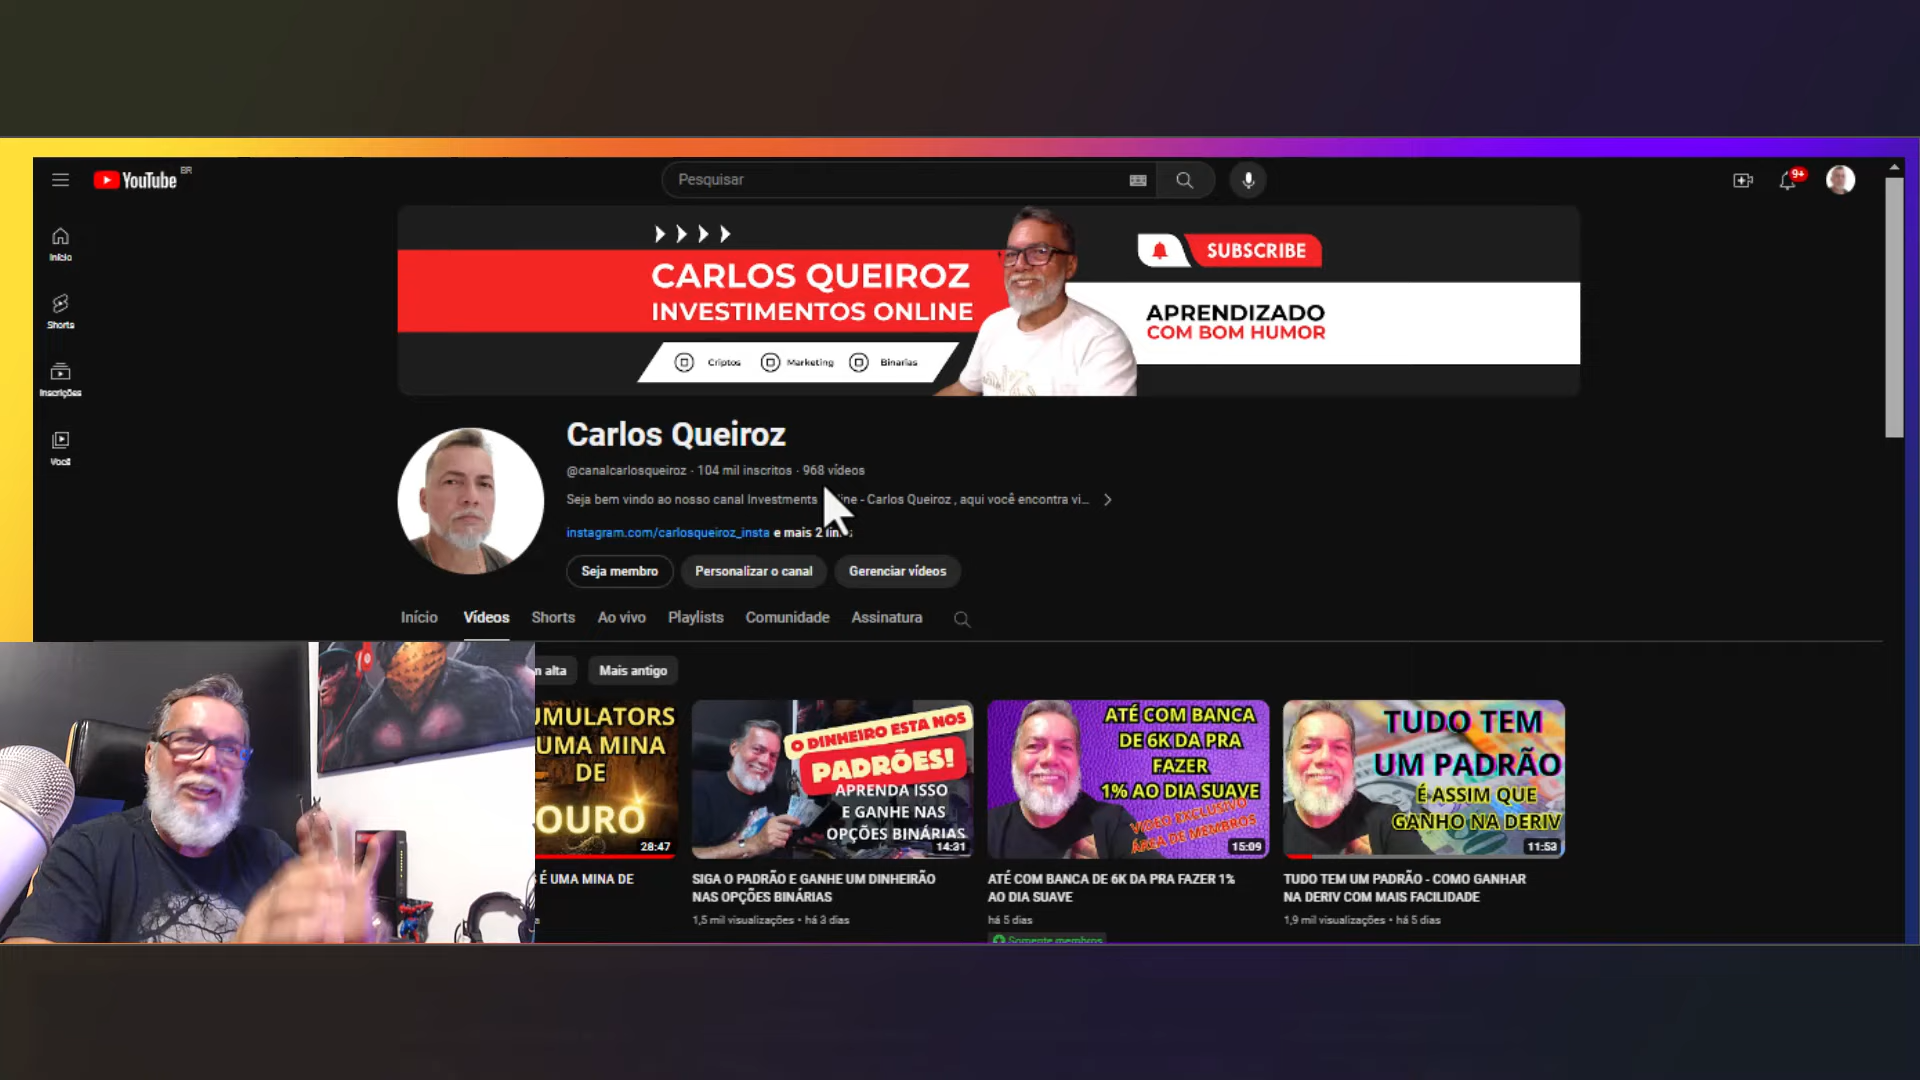 YouTube BR
Pesquisar
9+
Início
Shorts
Inscrições
Você
CARLOS QUEIROZ
INVESTIMENTOS ONLINE
Criptos
Marketing
Binarias
SUBSCRIBE
APRENDIZADO
COM BOM HUMOR
Carlos Queiroz
@canalcarlosqueiroz · 104 mil inscritos · 968 vídeos
Seja bem vindo ao nosso canal Investments - Carlos Queiroz , aqui você encontra vi...
instagram.com/carlosqueiroz_insta e mais 2
Seja membro
Personalizar o canal
Gerenciar vídeos
Início
Vídeos
Shorts
Ao vivo
Playlists
Comunidade
Assinatura
alta
Mais antigo
UMULATORS
UMA MINA
DE
OURO
28:47
O DINHEIRO ESTA NOS
PADRÕES!
APRENDA ISSO
E GANHE NAS
OPÇÕES BINÁRIAS
14:31
ATÉ COM BANCA
DE 6K DA PRA
FAZER
1% AO DIA SUAVE
VIDEO EXCLUSIVO
ÁREA DE MEMBROS
15:09
TUDO TEM
UM PADRÃO
É ASSIM QUE
GANHO NA DERIV
11:53
É UMA MINA DE
SIGA O PADRÃO E GANHE UM DINHEIRÃO
NAS OPÇÕES BINÁRIAS
1,5 mil visualizações • há 3 dias
ATÉ COM BANCA DE 6K DA PRA FAZER 1%
AO DIA SUAVE
há 5 dias
Somente membros
TUDO TEM UM PADRÃO - COMO GANHAR
NA DERIV COM MAIS FACILIDADE
1,9 mil visualizações • há 5 dias